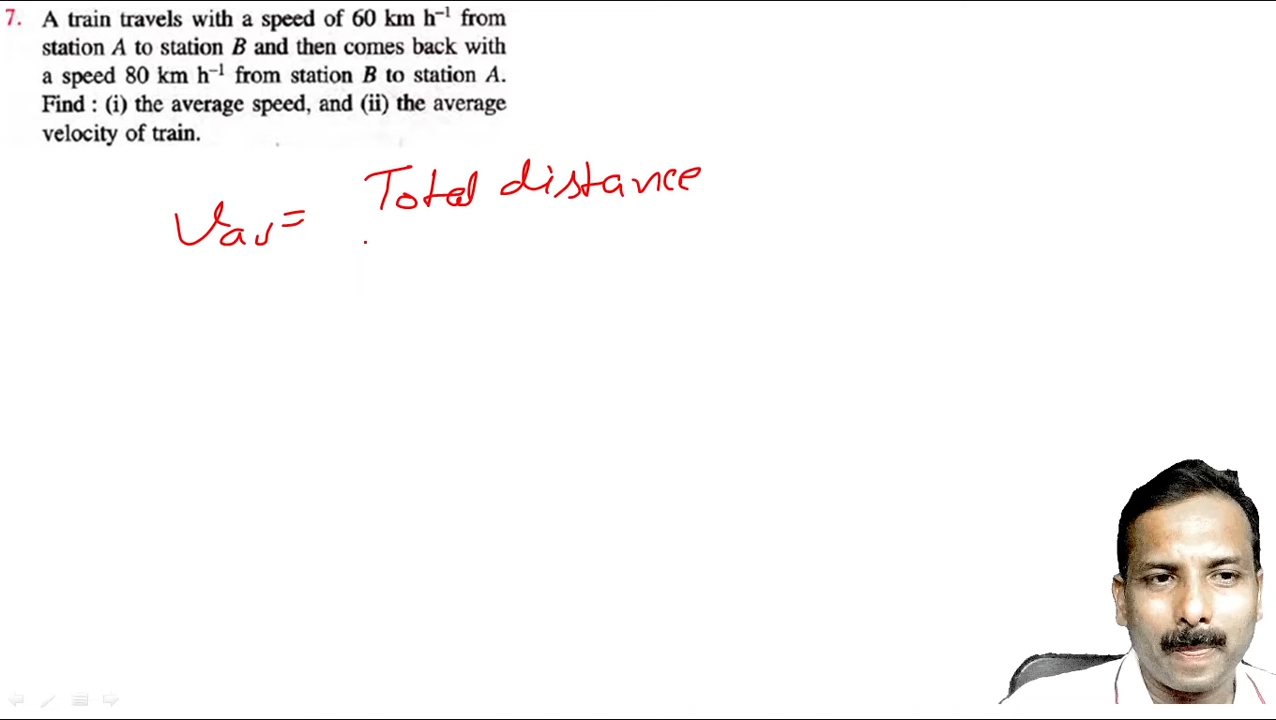 7. A train travels with a speed of 60 km h⁻¹ from
station A to station B and then comes back with
a speed 80 km h⁻¹ from station B to station A.
Find : (i) the average speed, and (ii) the average
velocity of train.
Total distance
Vav =